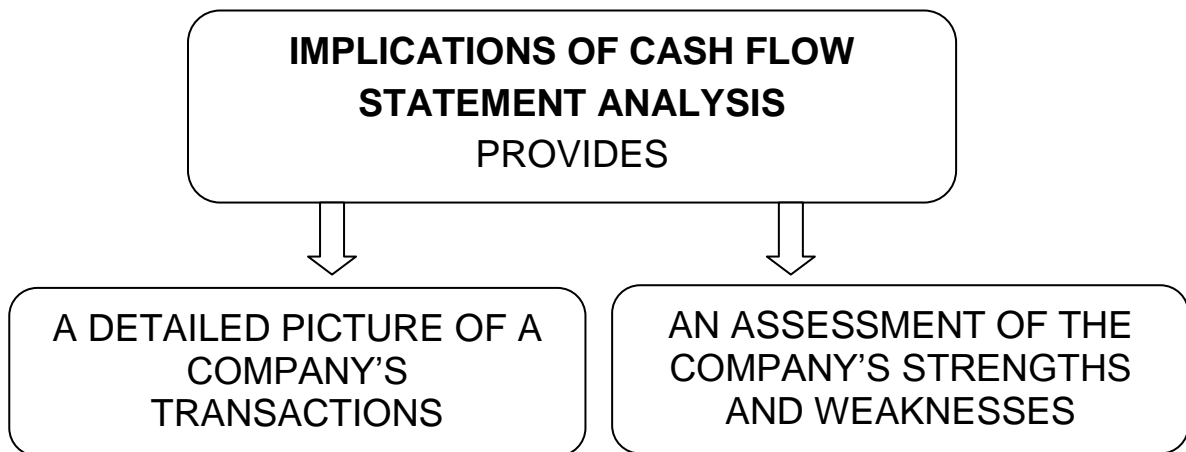 IMPLICATIONS OF CASH FLOW
STATEMENT ANALYSIS
PROVIDES
A DETAILED PICTURE OF A
COMPANY’S
TRANSACTIONS
AN ASSESSMENT OF THE
COMPANY’S STRENGTHS
AND WEAKNESSES